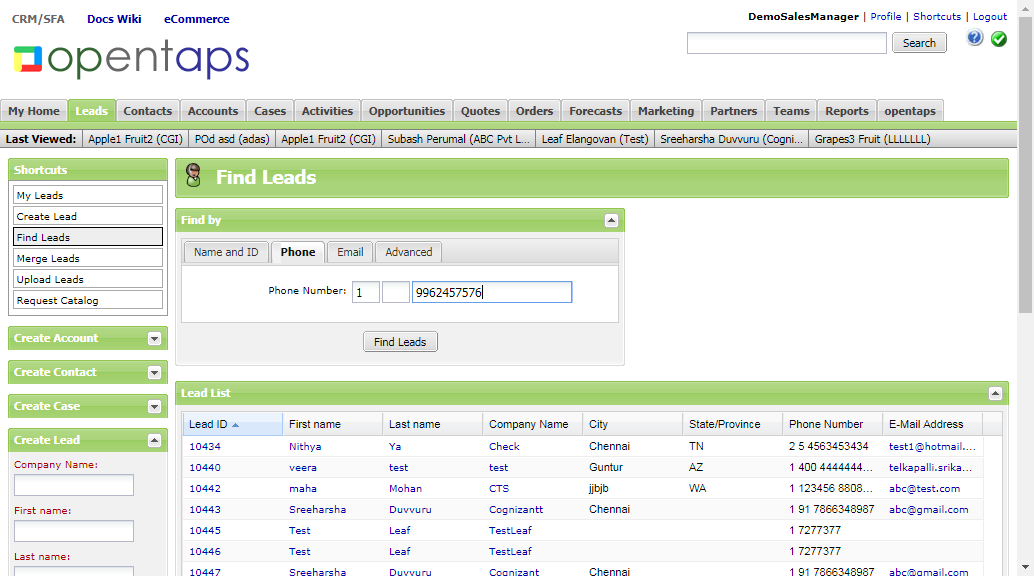 CRM/SFA Docs Wiki eCommerce
DemoSalesManager | Profile | Shortcuts | Logout
opentaps
Search
My Home Leads Contacts Accounts Cases Activities Opportunities Quotes Orders Forecasts Marketing Partners Teams Reports opentaps
Last Viewed: Apple1 Fruit2 (CGI) POd asd (adas) Apple1 Fruit2 (CGI) Subash Perumal (ABC Pvt L... Leaf Elangovan (Test) Sreeharsha Duvvuru (Cogni... Grapes3 Fruit (LLLLLLL)
Shortcuts
My Leads
Create Lead
Find Leads
Merge Leads
Upload Leads
Request Catalog
Create Account
Create Contact
Create Case
Create Lead
Company Name:
First name:
Last name:
Find Leads
Find by
Name and ID Phone Email Advanced
Phone Number: 1 9962457576
Find Leads
Lead List
Lead ID First name Last name Company Name City State/Province Phone Number E-Mail Address
10434 Nithya Ya Check Chennai TN 2 5 4563453434 test1@hotmail....
10440 veera test test Guntur AZ 1 400 4444444... telkapalli.srika...
10442 maha Mohan CTS jjbjb WA 1 123456 8808... abc@test.com
10443 Sreeharsha Duvvuru Cognizantt Chennai 1 91 7866348987 abc@gmail.com
10445 Test Leaf TestLeaf 1 7277377
10446 Test Leaf TestLeaf 1 7277377
10447 Sreeharsha Duvvuru Cognizant Chennai 1 91 7866348987 abc@gmail.com